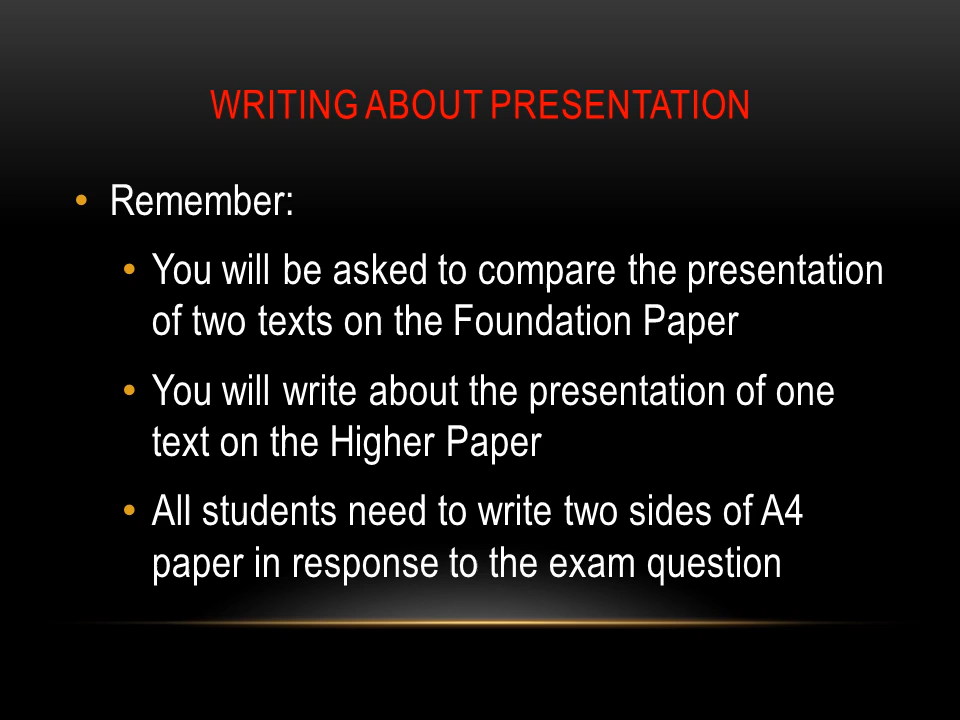 WRITING ABOUT PRESENTATION
• Remember:
• You will be asked to compare the presentation
of two texts on the Foundation Paper
• You will write about the presentation of one
text on the Higher Paper
• All students need to write two sides of A4
paper in response to the exam question